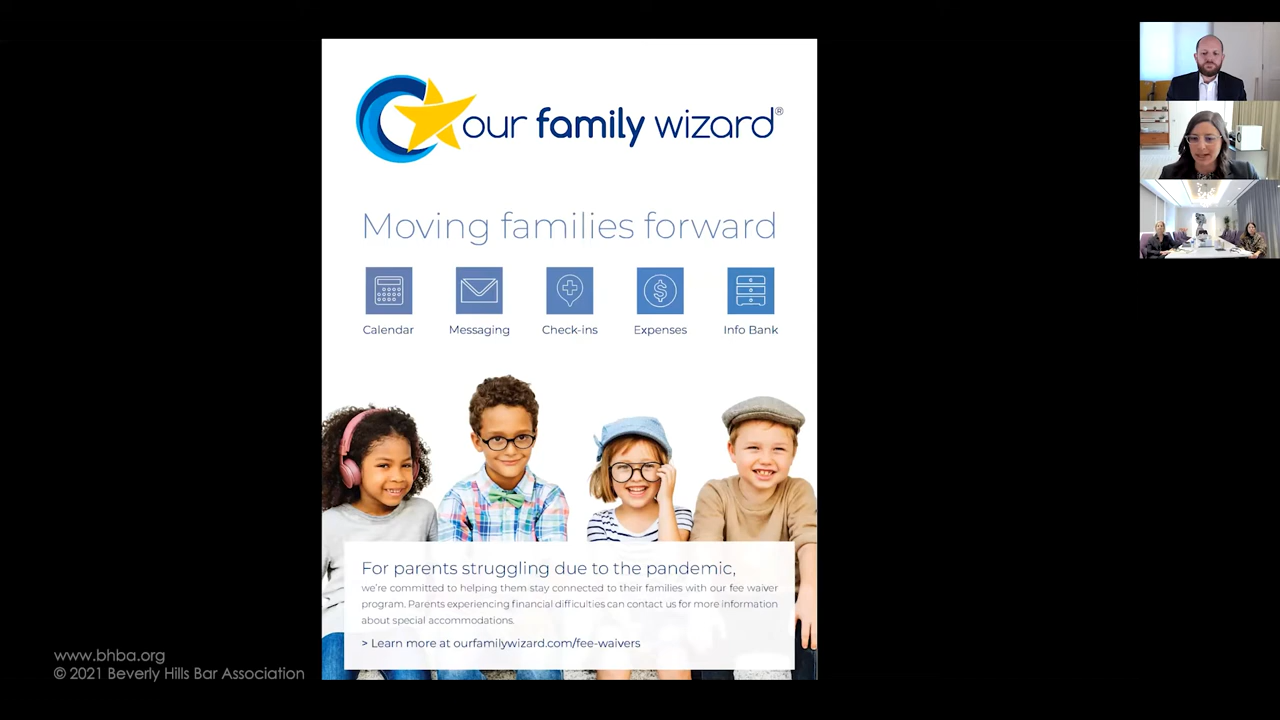 our family wizard®
Moving families forward
Calendar Messaging Check-ins Expenses Info Bank
For parents struggling due to the pandemic,
we're committed to helping them stay connected to their families with our fee waiver
program. Parents experiencing financial difficulties can contact us for more information
about special accommodations.
> Learn more at ourfamilywizard.com/fee-waivers
www.bhba.org
© 2021 Beverly Hills Bar Association